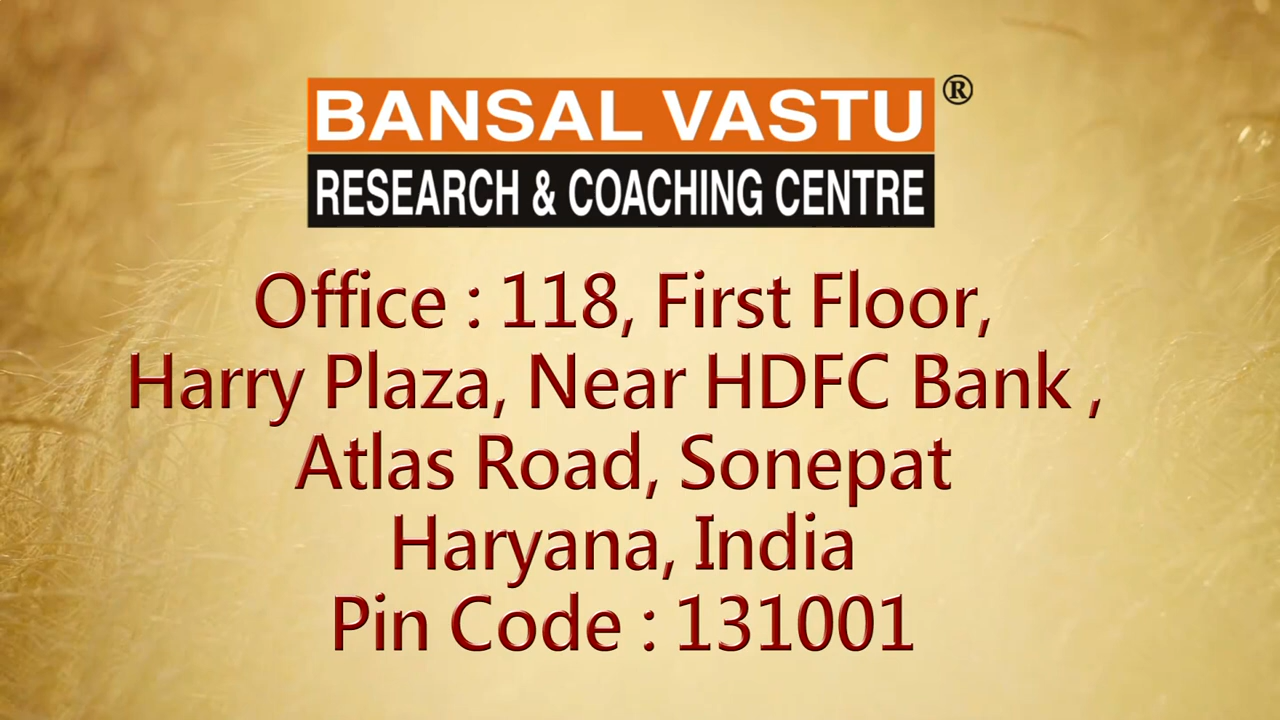 BANSAL VASTU ®
RESEARCH & COACHING CENTRE
Office : 118, First Floor,
Harry Plaza, Near HDFC Bank ,
Atlas Road, Sonepat
Haryana, India
Pin Code : 131001